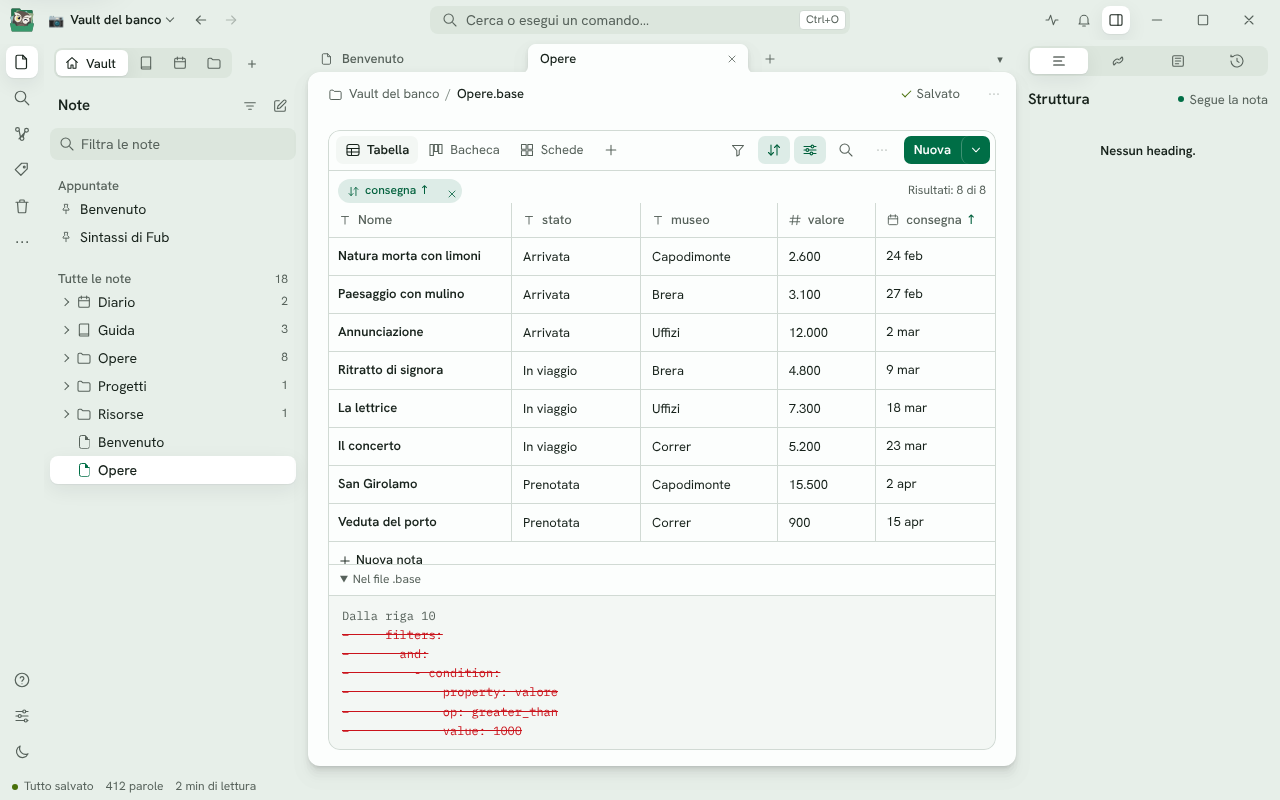 Vault del banco
Cerca o esegui un comando…
Ctrl+O
Vault
Benvenuto
Opere
Note
Vault del banco / Opere.base
Salvato
Struttura
Segue la nota
Filtra le note
Nessun heading.
Tabella
Bacheca
Schede
Nuova
Appuntate
Benvenuto
Sintassi di Fub
consegna ↑
Risultati: 8 di 8
Nome stato museo valore consegna ↑
Natura morta con limoni Arrivata Capodimonte 2.600 24 feb
Paesaggio con mulino Arrivata Brera 3.100 27 feb
Annunciazione Arrivata Uffizi 12.000 2 mar
Ritratto di signora In viaggio Brera 4.800 9 mar
La lettrice In viaggio Uffizi 7.300 18 mar
Il concerto In viaggio Correr 5.200 23 mar
San Girolamo Prenotata Capodimonte 15.500 2 apr
Veduta del porto Prenotata Correr 900 15 apr
+ Nuova nota
Tutte le note 18
Diario 2
Guida 3
Opere 8
Progetti 1
Risorse 1
Benvenuto
Opere
▼ Nel file .base
Dalla riga 10
- filters:
- and:
- - condition:
- property: valore
- op: greater_than
- value: 1000
Tutto salvato 412 parole 2 min di lettura